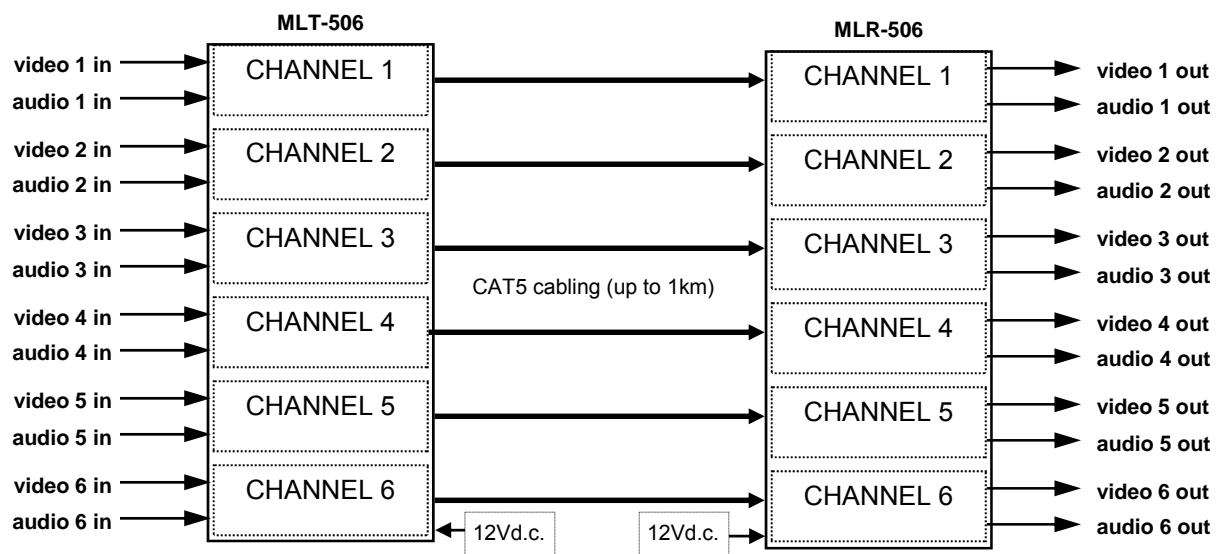 MLT-506
MLR-506
video 1 in
CHANNEL 1
CHANNEL 1
video 1 out
audio 1 in
audio 1 out
video 2 in
CHANNEL 2
CHANNEL 2
video 2 out
audio 2 in
audio 2 out
video 3 in
CHANNEL 3
CHANNEL 3
video 3 out
audio 3 in
audio 3 out
CAT5 cabling (up to 1km)
video 4 in
CHANNEL 4
CHANNEL 4
video 4 out
audio 4 in
audio 4 out
video 5 in
CHANNEL 5
CHANNEL 5
video 5 out
audio 5 in
audio 5 out
video 6 in
CHANNEL 6
CHANNEL 6
video 6 out
audio 6 in
audio 6 out
12Vd.c.
12Vd.c.